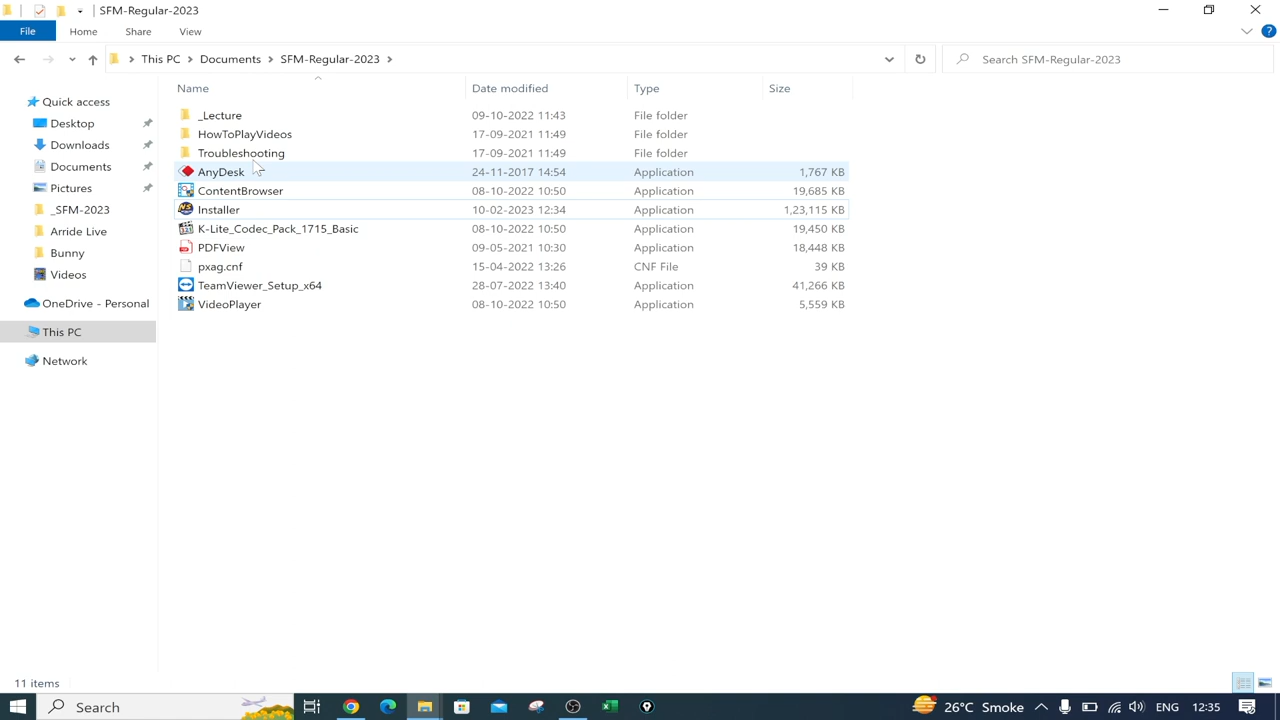 SFM-Regular-2023
File Home Share View
This PC Documents SFM-Regular-2023 Search SFM-Regular-2023
Name Date modified Type Size
Quick access
Desktop
Downloads
Documents
Pictures
_SFM-2023
Arride Live
Bunny
Videos
OneDrive - Personal
This PC
Network
_Lecture 09-10-2022 11:43 File folder
HowToPlayVideos 17-09-2021 11:49 File folder
Troubleshooting 17-09-2021 11:49 File folder
AnyDesk 24-11-2017 14:54 Application 1,767 KB
ContentBrowser 08-10-2022 10:50 Application 19,685 KB
Installer 10-02-2023 12:34 Application 1,23,115 KB
K-Lite_Codec_Pack_1715_Basic 08-10-2022 10:50 Application 19,450 KB
PDFView 09-05-2021 10:30 Application 18,448 KB
pxag.cnf 15-04-2022 13:26 CNF File 39 KB
TeamViewer_Setup_x64 28-07-2022 13:40 Application 41,266 KB
VideoPlayer 08-10-2022 10:50 Application 5,559 KB
11 items
Search 26°C Smoke ENG 12:35